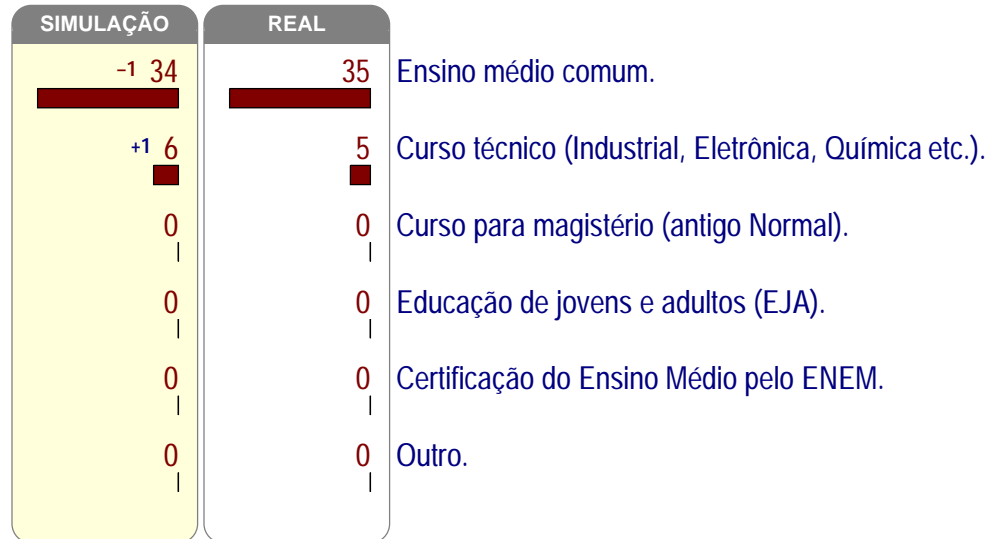 SIMULAÇÃO REAL
−1 34 35 Ensino médio comum.
+1 6 5 Curso técnico (Industrial, Eletrônica, Química etc.).
0 0 Curso para magistério (antigo Normal).
0 0 Educação de jovens e adultos (EJA).
0 0 Certificação do Ensino Médio pelo ENEM.
0 0 Outro.